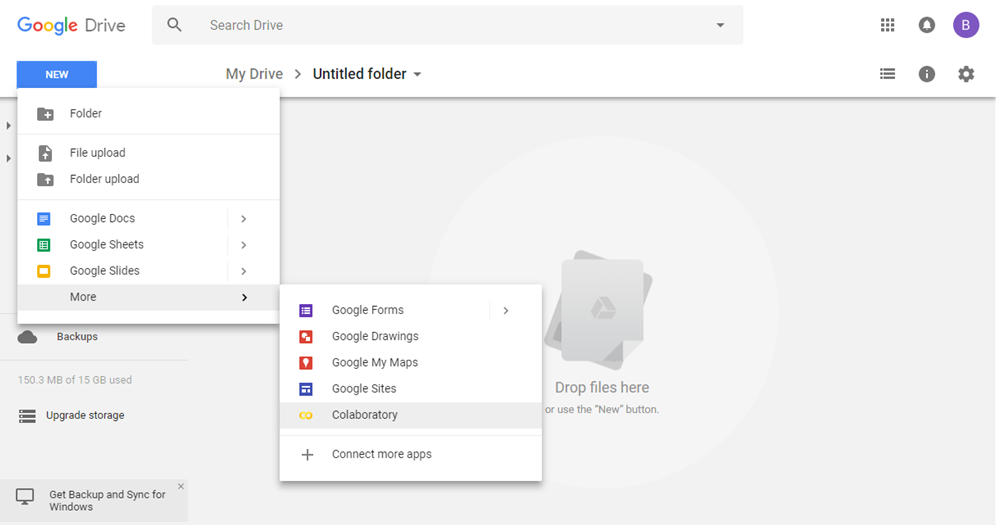 Google Drive
Search Drive
B
NEW
My Drive
Untitled folder
Folder
File upload
Folder upload
Google Docs
Google Sheets
Google Slides
More
Google Forms
Google Drawings
Google My Maps
Google Sites
Colaboratory
Connect more apps
Backups
150.3 MB of 15 GB used
Upgrade storage
Get Backup and Sync for
Windows
Drop files here
or use the “New” button.